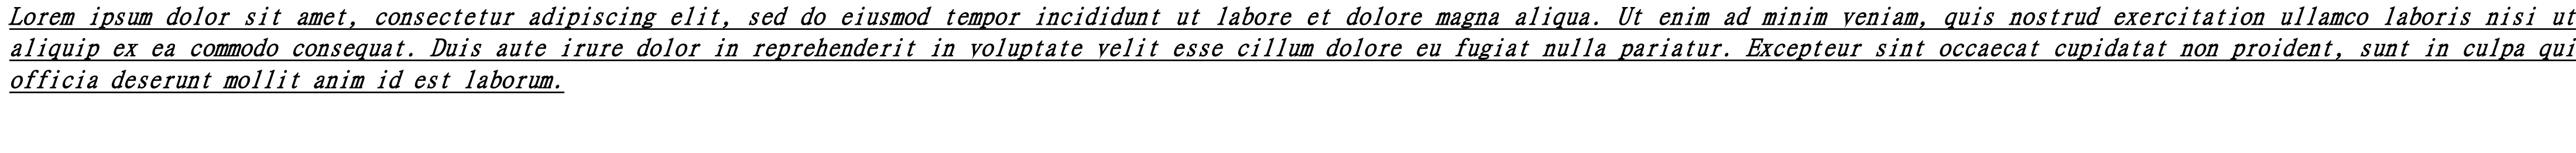 Lorem ipsum dolor sit amet, consectetur adipiscing elit, sed do eiusmod tempor incididunt ut labore et dolore magna aliqua. Ut enim ad minim veniam, quis nostrud exercitation ullamco laboris nisi ut
aliquip ex ea commodo consequat. Duis aute irure dolor in reprehenderit in voluptate velit esse cillum dolore eu fugiat nulla pariatur. Excepteur sint occaecat cupidatat non proident, sunt in culpa qui
officia deserunt mollit anim id est laborum.